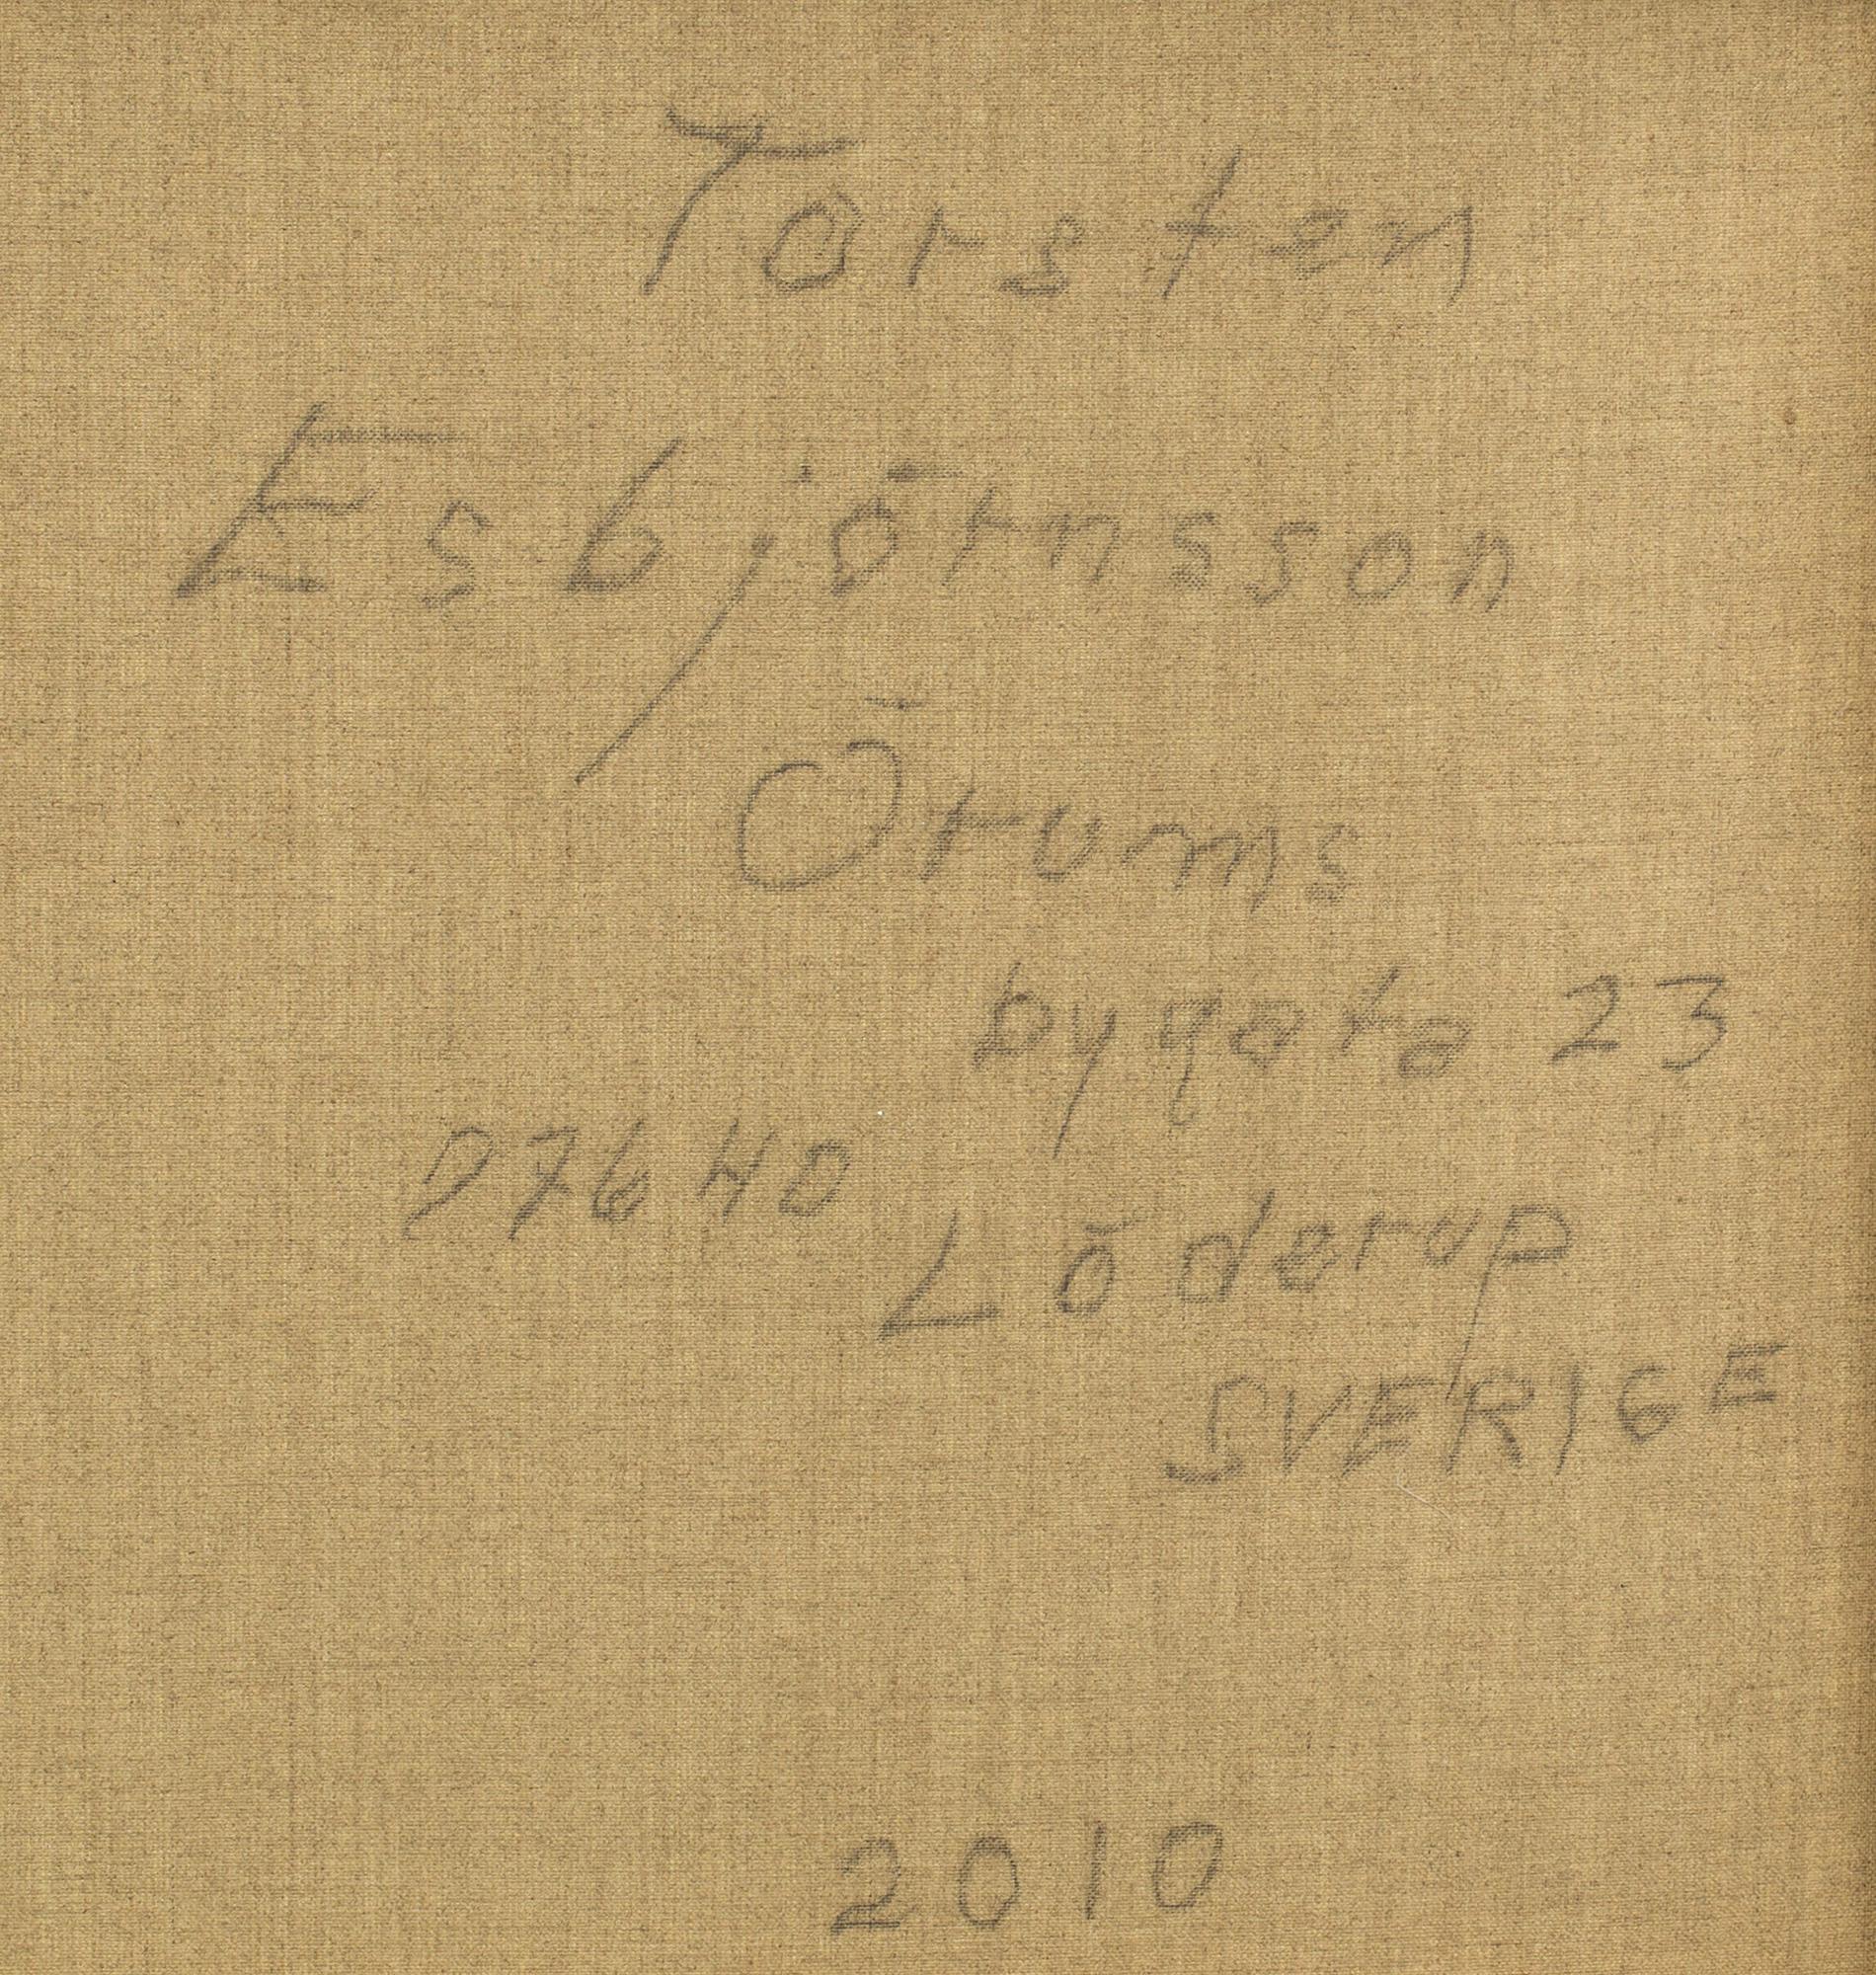 Torsten
Esbjörnsson
Örums
bygata 23
27640
Löderup
SVERIGE
2010